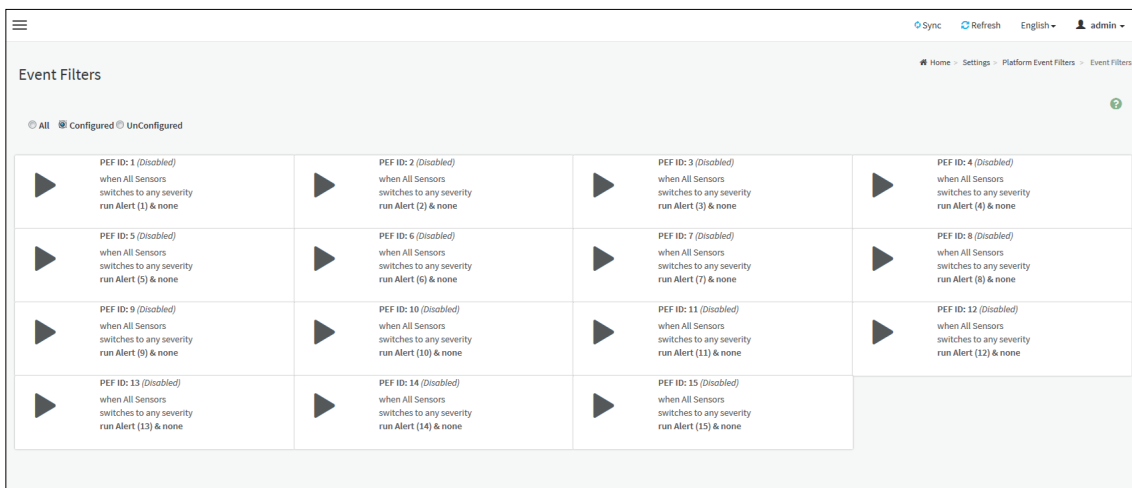 Sync Refresh English admin
Home > Settings > Platform Event Filters > Event Filters
Event Filters
All Configured UnConfigured
PEF ID: 1 (Disabled)
when All Sensors
switches to any severity
run Alert (1) & none
PEF ID: 2 (Disabled)
when All Sensors
switches to any severity
run Alert (2) & none
PEF ID: 3 (Disabled)
when All Sensors
switches to any severity
run Alert (3) & none
PEF ID: 4 (Disabled)
when All Sensors
switches to any severity
run Alert (4) & none
PEF ID: 5 (Disabled)
when All Sensors
switches to any severity
run Alert (5) & none
PEF ID: 6 (Disabled)
when All Sensors
switches to any severity
run Alert (6) & none
PEF ID: 7 (Disabled)
when All Sensors
switches to any severity
run Alert (7) & none
PEF ID: 8 (Disabled)
when All Sensors
switches to any severity
run Alert (8) & none
PEF ID: 9 (Disabled)
when All Sensors
switches to any severity
run Alert (9) & none
PEF ID: 10 (Disabled)
when All Sensors
switches to any severity
run Alert (10) & none
PEF ID: 11 (Disabled)
when All Sensors
switches to any severity
run Alert (11) & none
PEF ID: 12 (Disabled)
when All Sensors
switches to any severity
run Alert (12) & none
PEF ID: 13 (Disabled)
when All Sensors
switches to any severity
run Alert (13) & none
PEF ID: 14 (Disabled)
when All Sensors
switches to any severity
run Alert (14) & none
PEF ID: 15 (Disabled)
when All Sensors
switches to any severity
run Alert (15) & none